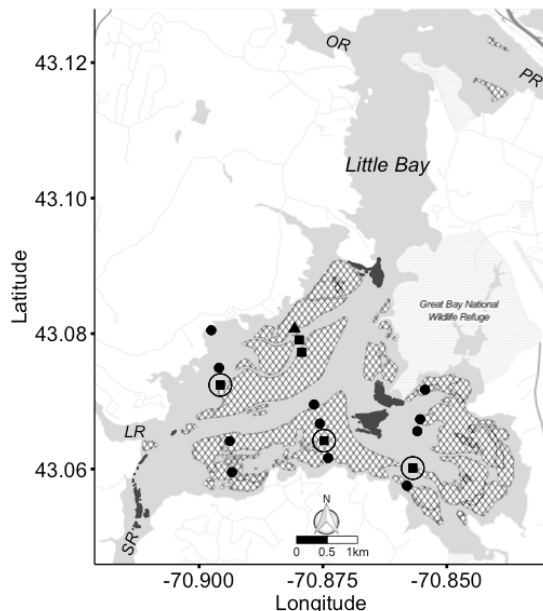 OR
PR
43.12
Little Bay
43.10
Latitude
Great Bay National
Wildlife Refuge
43.08
LR
43.06
N
SR
0 0.5 1km
-70.900 -70.875 -70.850
Longitude